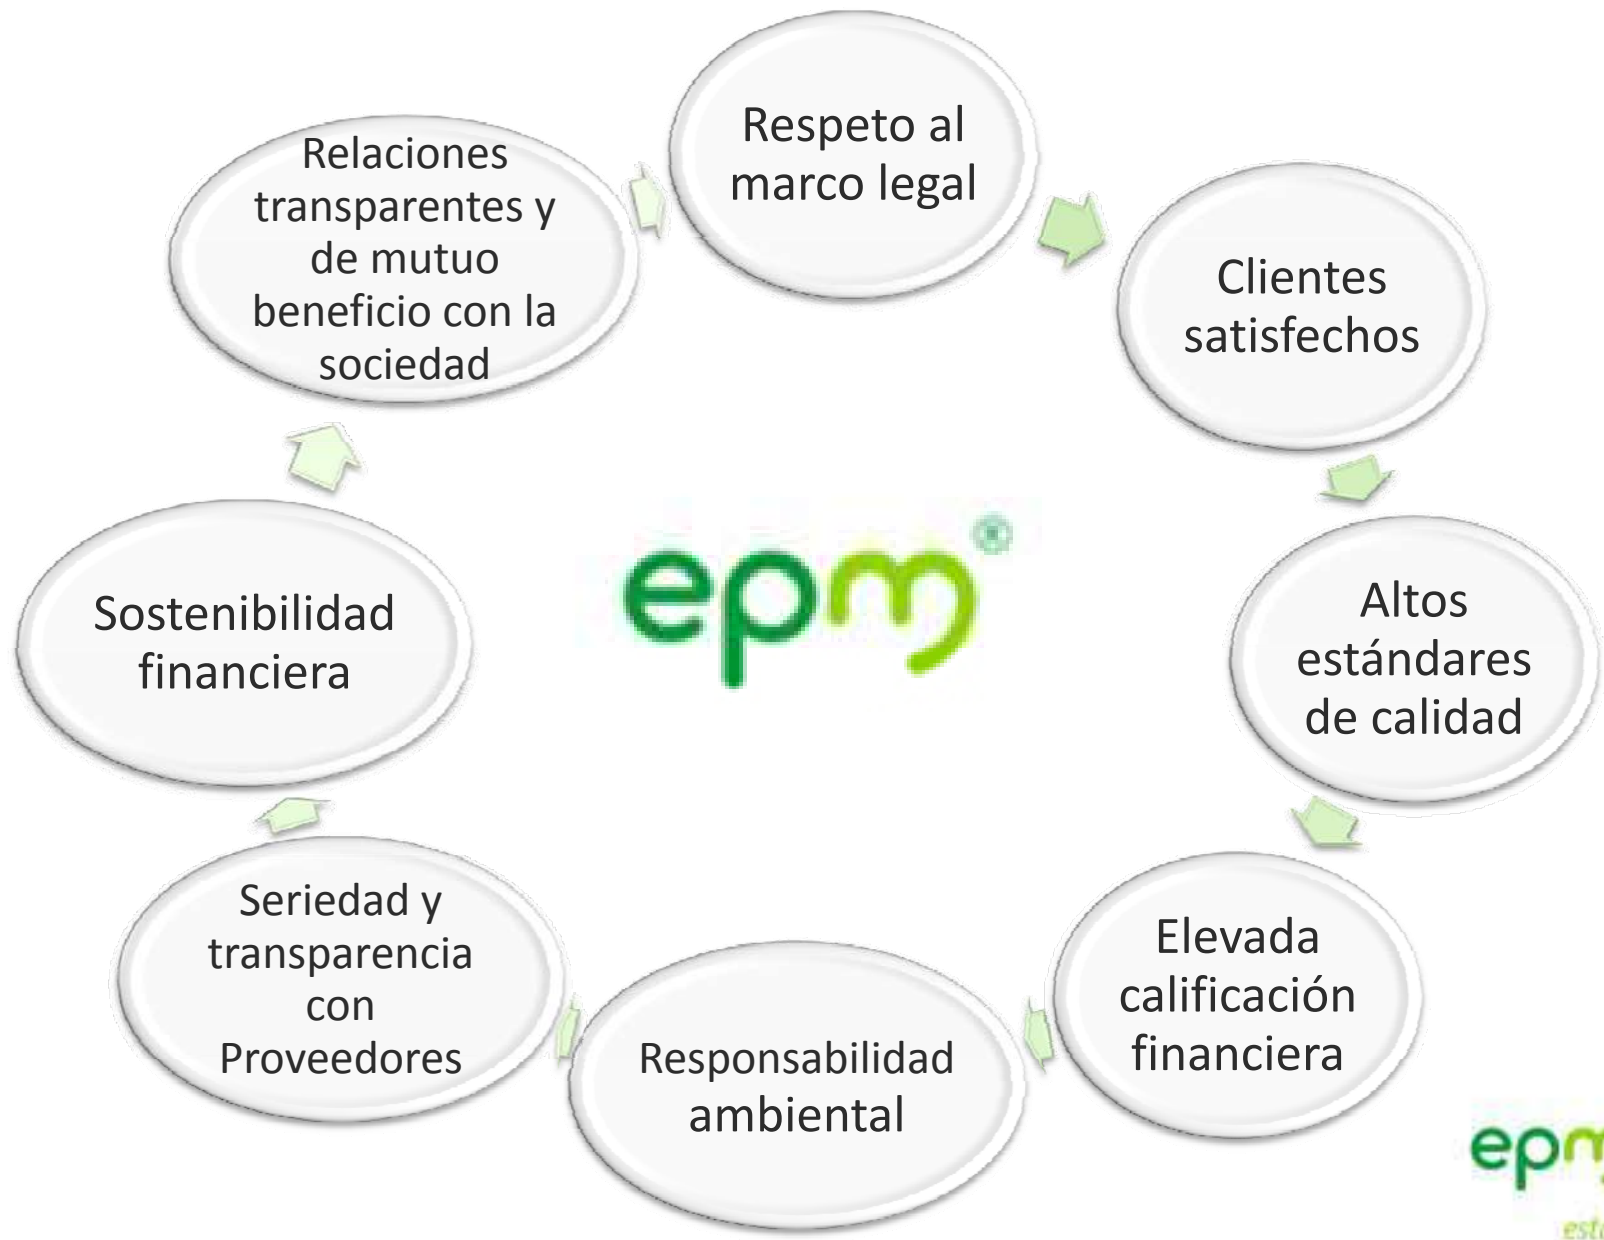 Respeto al
marco legal
Clientes
satisfechos
Altos
estándares
de calidad
Elevada
calificación
financiera
Responsabilidad
ambiental
Seriedad y
transparencia
con
Proveedores
Sostenibilidad
financiera
Relaciones
transparentes y
de mutuo
beneficio con la
sociedad
epm®
epm